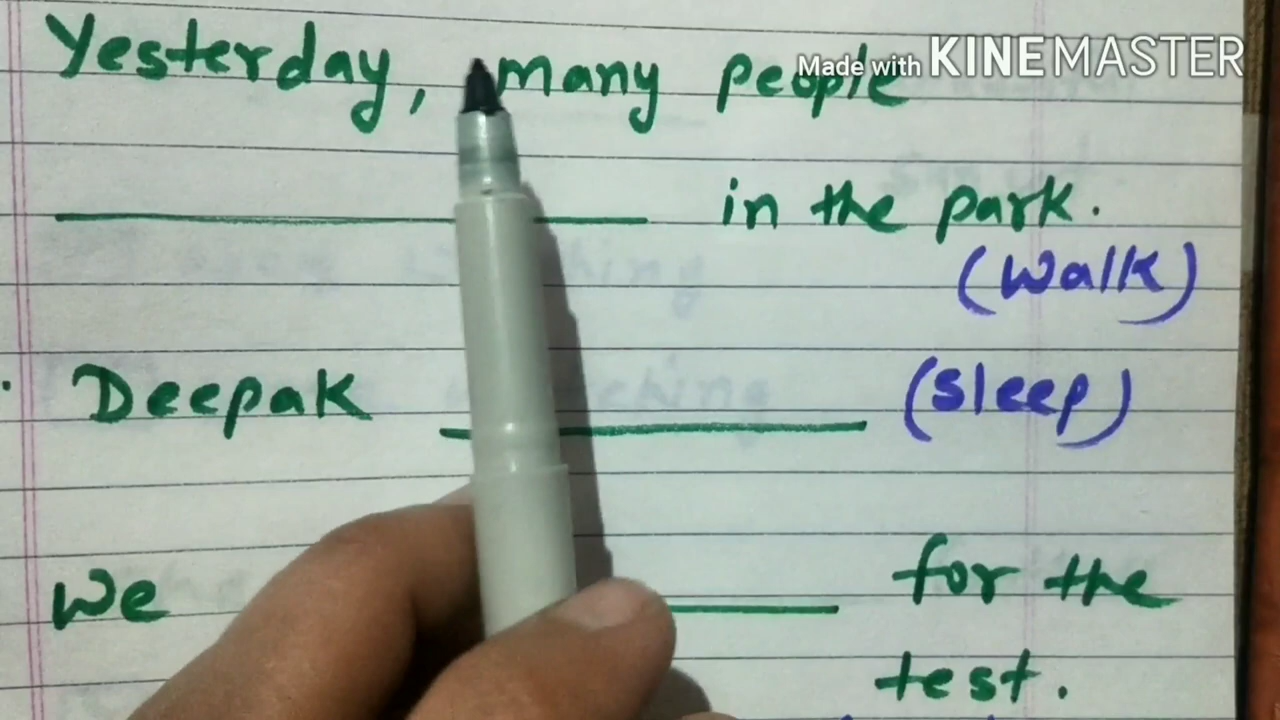 Made with KINEMASTER
Yesterday, many people
in the park.
(walk)
Deepak (sleep)
We for the
test.